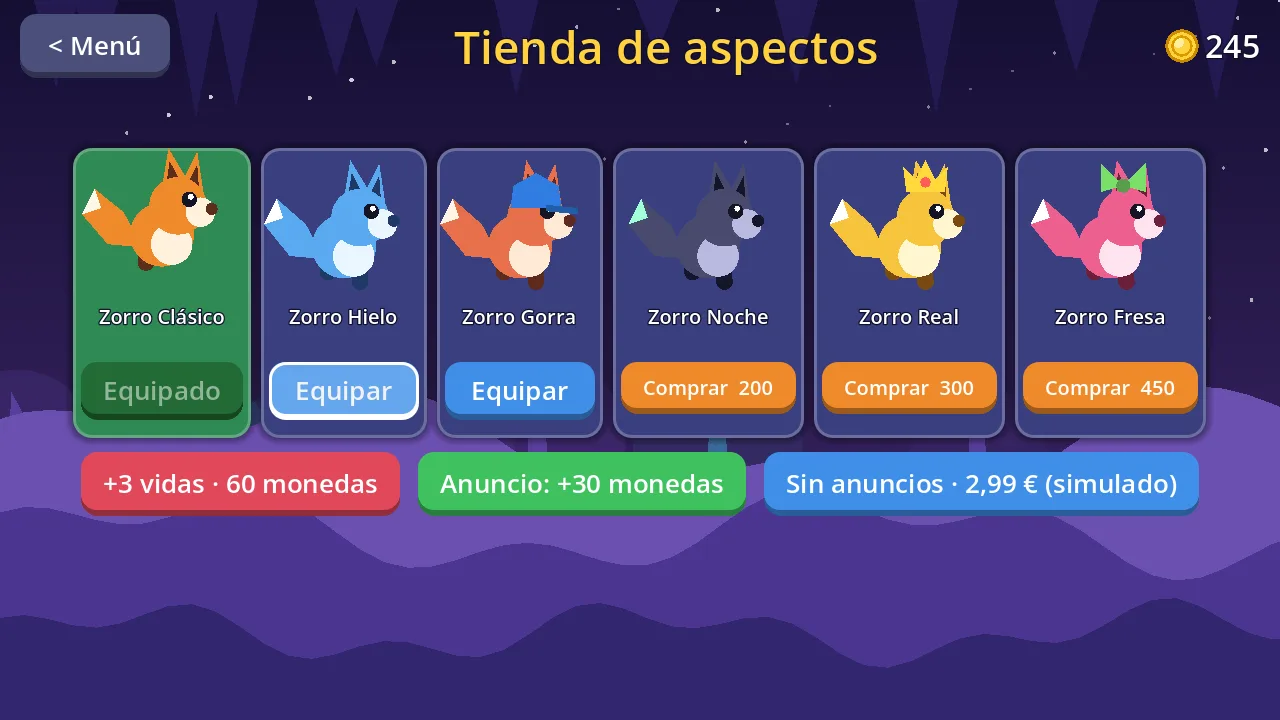 < Menú
Tienda de aspectos
245
Zorro Clásico
Zorro Hielo
Zorro Gorra
Zorro Noche
Zorro Real
Zorro Fresa
Equipado
Equipar
Equipar
Comprar 200
Comprar 300
Comprar 450
+3 vidas · 60 monedas
Anuncio: +30 monedas
Sin anuncios · 2,99 € (simulado)